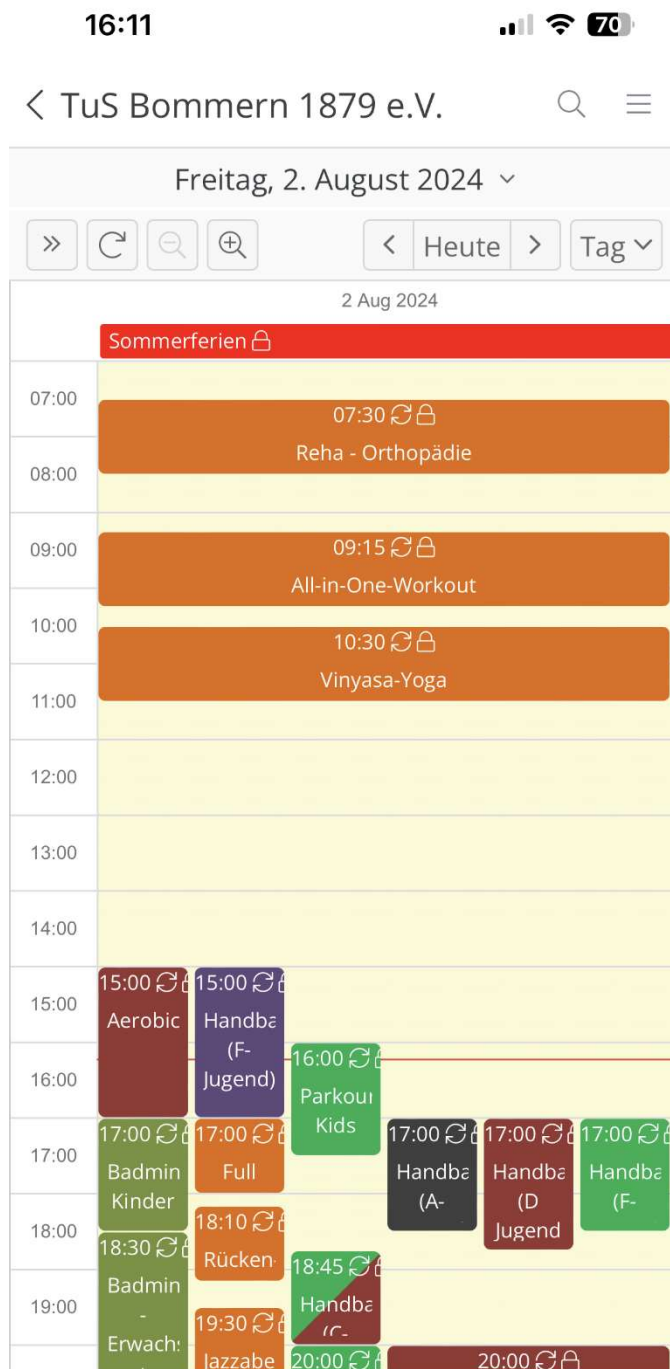 16:11
70
TuS Bommern 1879 e.V.
Freitag, 2. August 2024
Heute
Tag
2 Aug 2024
Sommerferien
07:00
07:30
Reha - Orthopädie
08:00
09:00
09:15
All-in-One-Workout
10:00
10:30
Vinyasa-Yoga
11:00
12:00
13:00
14:00
15:00
15:00
Aerobic
15:00
Handba
(F-
Jugend)
16:00
16:00
Parkour
Kids
17:00
17:00
Badmin
Kinder
17:00
Full
17:00
Handba
(A-
17:00
Handba
(D
Jugend
17:00
Handba
(F-
18:00
18:10
Rücken-
18:30
Badmin
-
Erwachs
18:45
Handba
(C-
19:00
19:30
Jazzabe
20:00
20:00